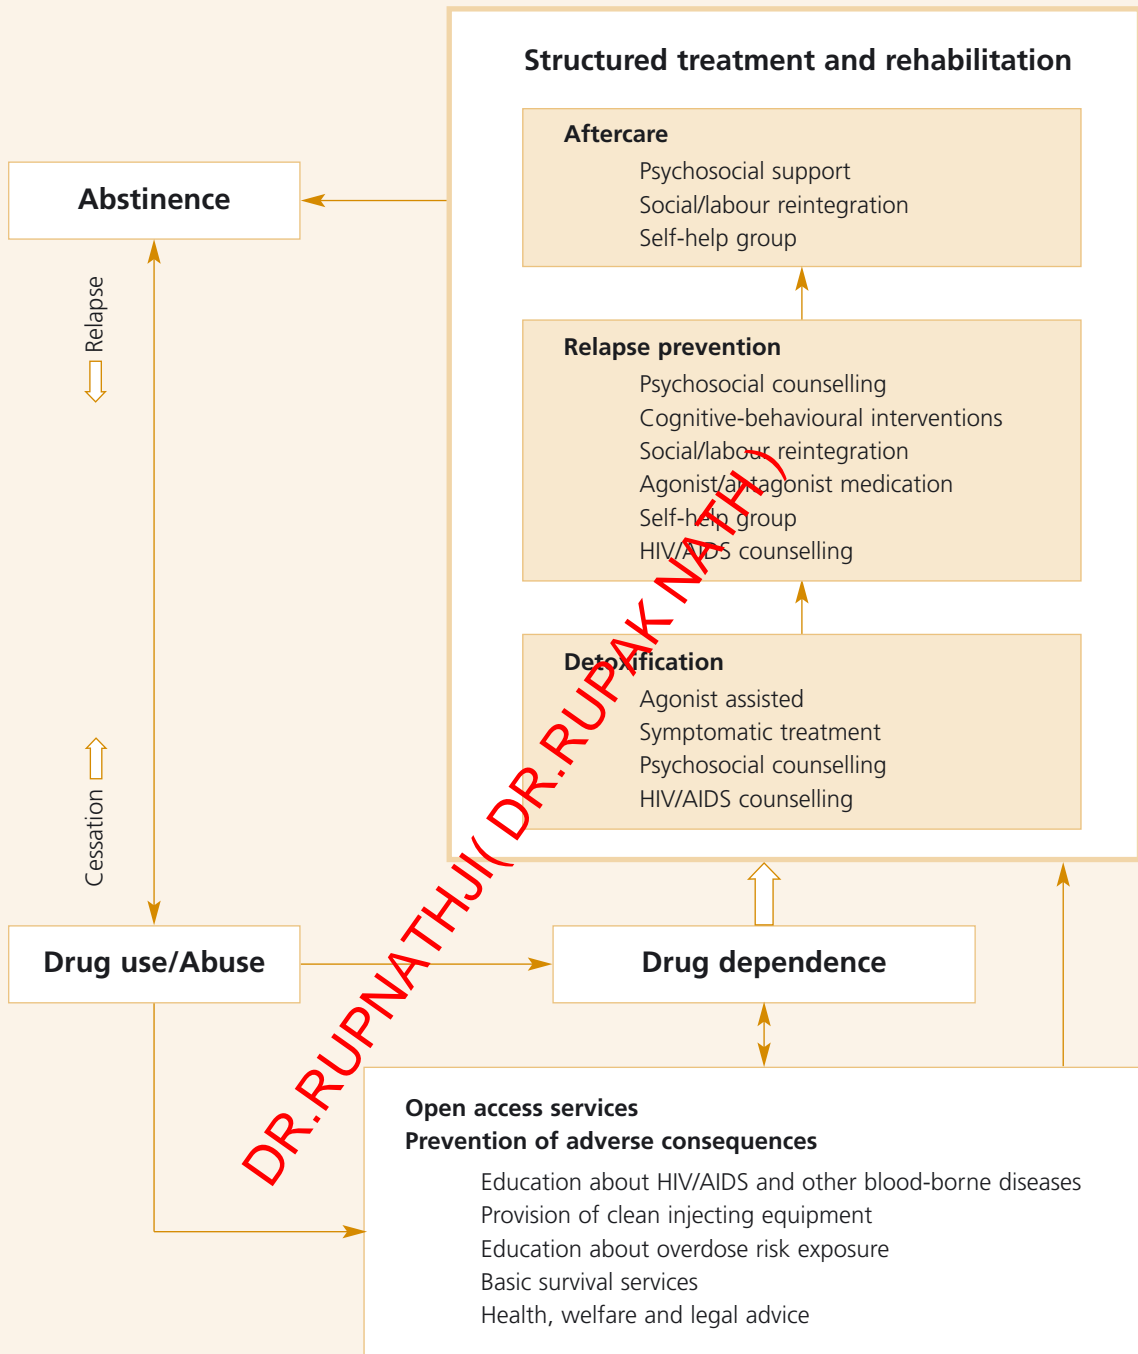 Structured treatment and rehabilitation
Aftercare
Psychosocial support
Social/labour reintegration
Self-help group
Abstinence
Relapse
Relapse prevention
Psychosocial counselling
Cognitive-behavioural interventions
Social/labour reintegration
Agonist/antagonist medication
Self-help group
HIV/AIDS counselling
Detoxification
Agonist assisted
Symptomatic treatment
Psychosocial counselling
HIV/AIDS counselling
Cessation
Drug use/Abuse
Drug dependence
Open access services
Prevention of adverse consequences
Education about HIV/AIDS and other blood-borne diseases
Provision of clean injecting equipment
Education about overdose risk exposure
Basic survival services
Health, welfare and legal advice
DR.RUPNATHJI( DR.RUPAK NATH )